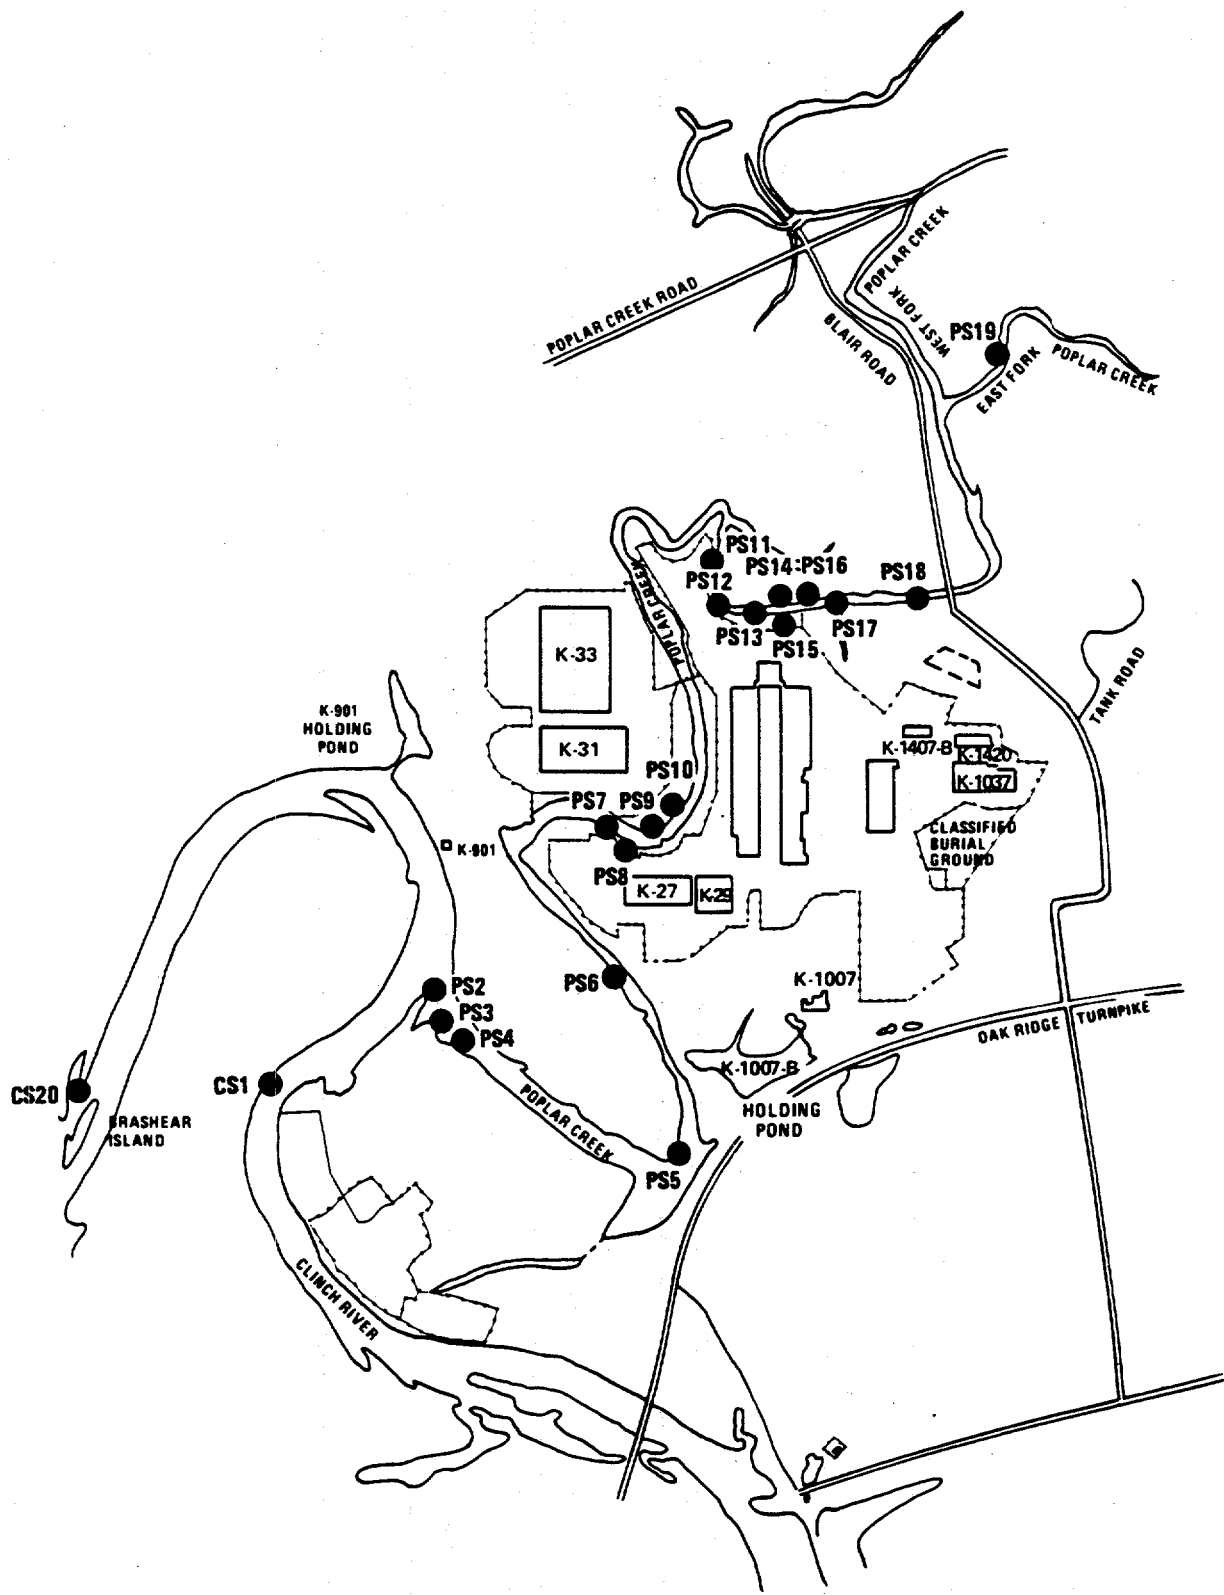 POPLAR CREEK
WEST FORK
POPLAR CREEK ROAD
BLAIR ROAD
PS19
POPLAR CREEK
EAST FORK
PS11
PS14
PS16
PS12
PS18
POPLAR CREEK
PS13
PS17
PS15
K-33
TANK ROAD
K-901
HOLDING
POND
K-31
K-1407-B
K-1420
PS10
K-1037
PS7
PS9
CLASSIFIED
BURIAL
GROUND
K-901
PS8
K-27
K-29
PS6
K-1007
PS2
PS3
OAK RIDGE TURNPIKE
PS4
K-1007-B
HOLDING
POND
CS1
CS20
BRASHEAR
ISLAND
POPLAR CREEK
PS5
CLINCH RIVER